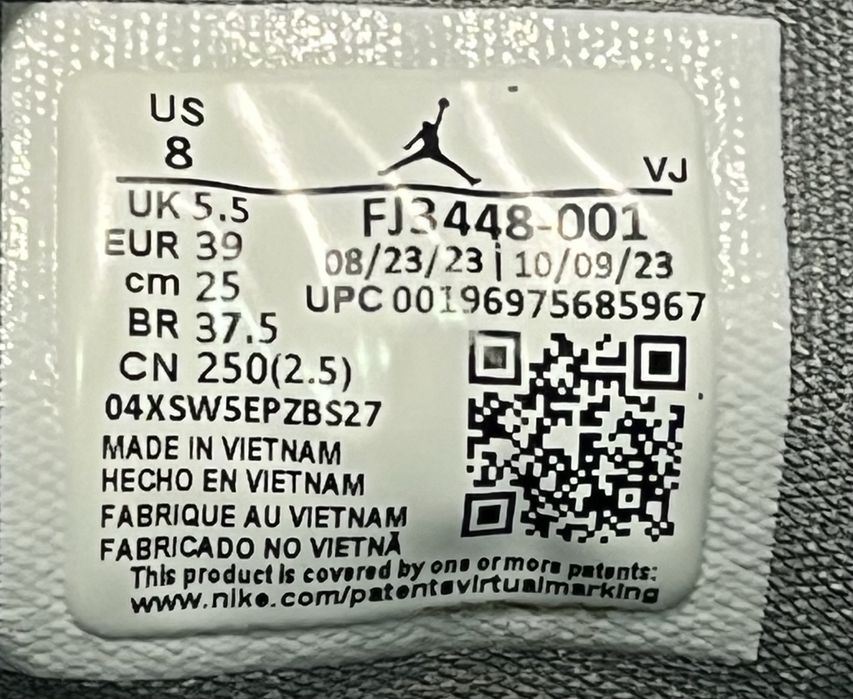 US
8
VJ
UK 5.5
EUR 39
cm 25
BR 37.5
CN 250(2.5)
04XSW5EPZBS27
FJ3448-001
08/23/23 | 10/09/23
UPC 00196975685967
MADE IN VIETNAM
HECHO EN VIETNAM
FABRIQUE AU VIETNAM
FABRICADO NO VIETNÃ
This product is covered by one or more patents:
www.nike.com/patentsvirtualmarking